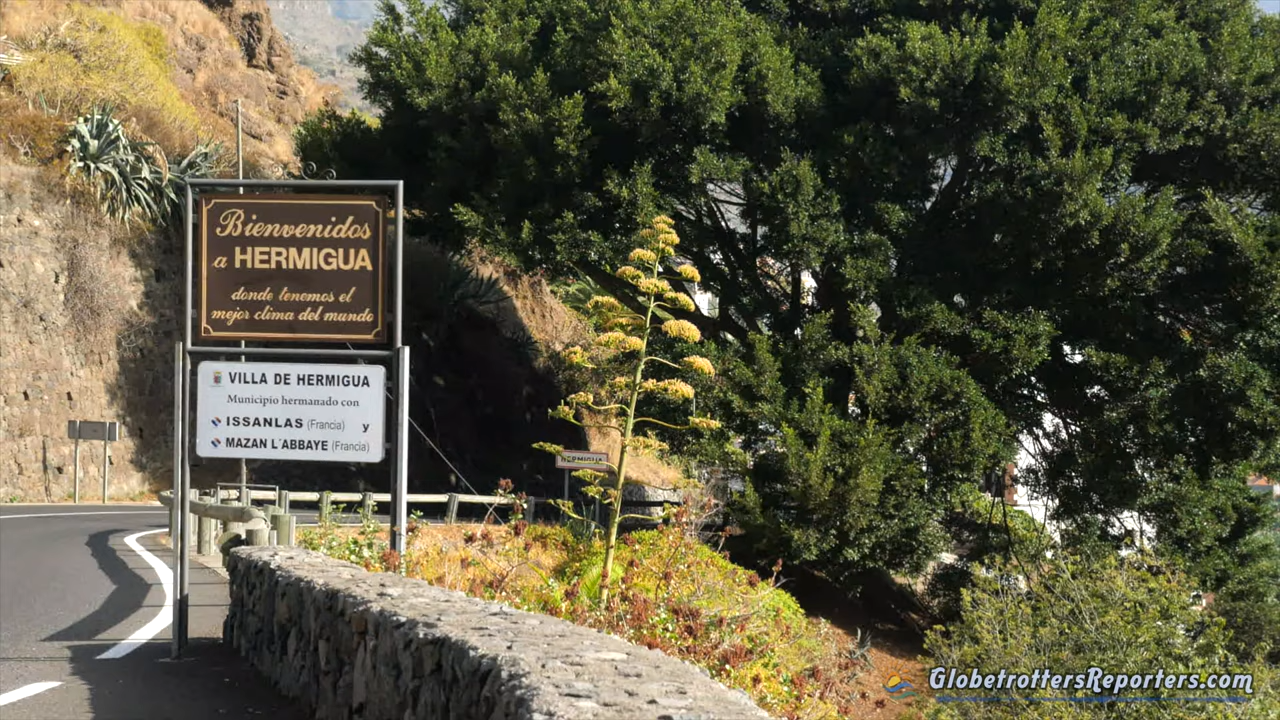 Bienvenidos
a HERMIGUA
donde tenemos el
mejor clima del mundo
VILLA DE HERMIGUA
Municipio hermanado con
ISSANLAS (Francia) y
MAZAN L´ABBAYE (Francia)
HERMIGUA
GlobetrottersReporters.com